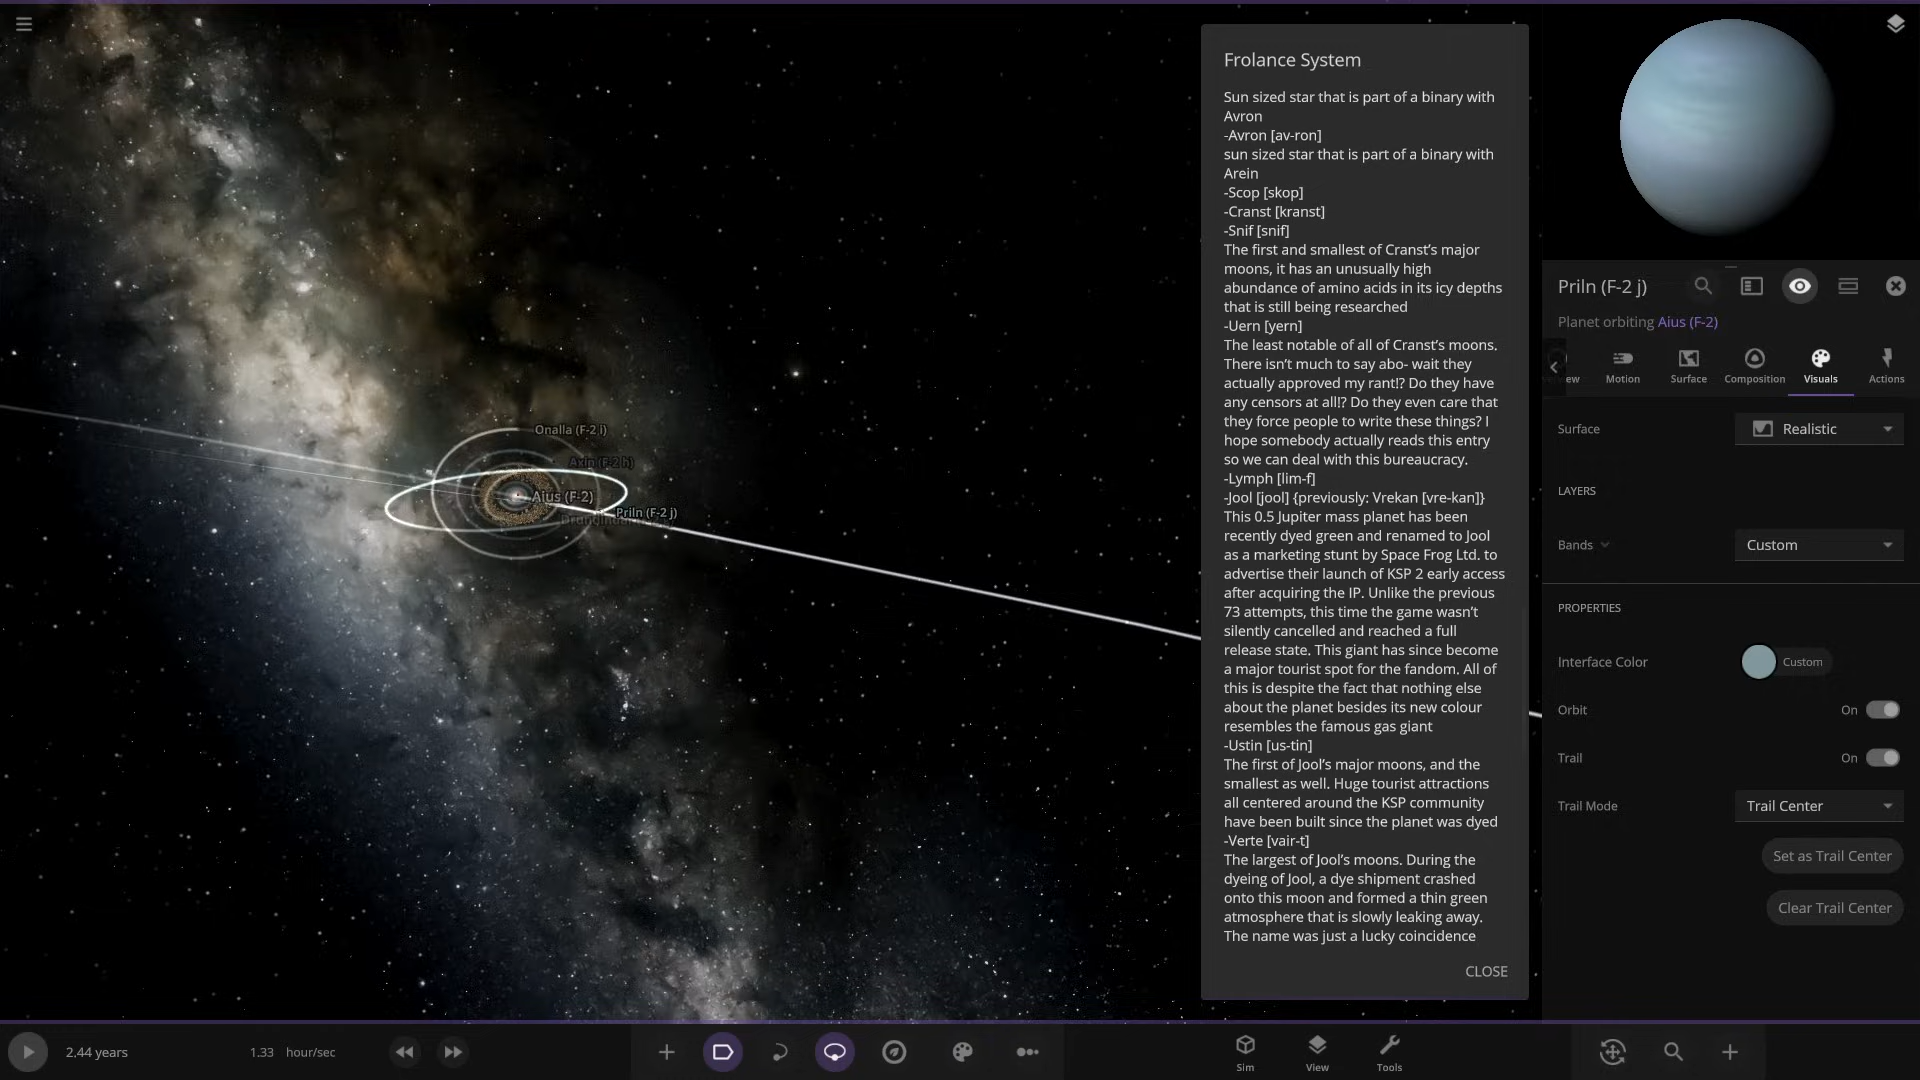 Onalla (F-2 i)
Axin (F-2 h)
Aius (F-2)
Priln (F-2 j)
Frolance System
Sun sized star that is part of a binary with
Avron
-Avron [av-ron]
sun sized star that is part of a binary with
Arein
-Scop [skop]
-Cranst [kranst]
-Snif [snif]
The first and smallest of Cranst’s major
moons, it has an unusually high
abundance of amino acids in its icy depths
that is still being researched
-Uern [yern]
The least notable of all of Cranst’s moons.
There isn’t much to say abo- wait they
actually approved my rant!? Do they have
any censors at all!? Do they even care that
they force people to write these things? I
hope somebody actually reads this entry
so we can deal with this bureaucracy.
-Lymph [lim-f]
-Jool [jool] {previously: Vrekan [vre-kan]}
This 0.5 Jupiter mass planet has been
recently dyed green and renamed to Jool
as a marketing stunt by Space Frog Ltd. to
advertise their launch of KSP 2 early access
after acquiring the IP. Unlike the previous
73 attempts, this time the game wasn’t
silently cancelled and reached a full
release state. This giant has since become
a major tourist spot for the fandom. All of
this is despite the fact that nothing else
about the planet besides its new colour
resembles the famous gas giant
-Ustin [us-tin]
The first of Jool’s major moons, and the
smallest as well. Huge tourist attractions
all centered around the KSP community
have been built since the planet was dyed
-Verte [vair-t]
The largest of Jool’s moons. During the
dyeing of Jool, a dye shipment crashed
onto this moon and formed a thin green
atmosphere that is slowly leaking away.
The name was just a lucky coincidence
CLOSE
Priln (F-2 j)
Planet orbiting Aius (F-2)
ew Motion Surface Composition Visuals Actions
Surface Realistic
LAYERS
Bands Custom
PROPERTIES
Interface Color Custom
Orbit On
Trail On
Trail Mode Trail Center
Set as Trail Center
Clear Trail Center
2.44 years 1.33 hour/sec
Sim View Tools